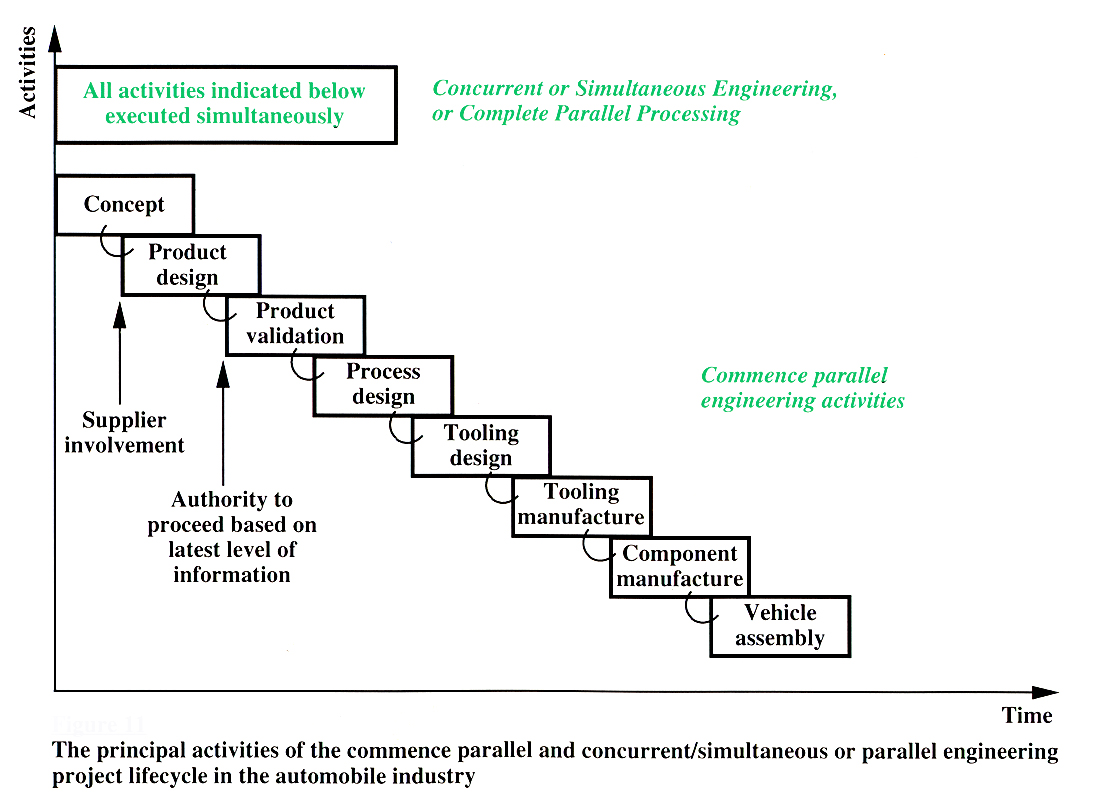 Activities
All activities indicated below
executed simultaneously
Concurrent or Simultaneous Engineering,
or Complete Parallel Processing
Concept
Product
design
Product
validation
Process
design
Commence parallel
engineering activities
Supplier
involvement
Tooling
design
Authority to
proceed based on
latest level of
information
Tooling
manufacture
Component
manufacture
Vehicle
assembly
Time
Figure 11
The principal activities of the commence parallel and concurrent/simultaneous or parallel engineering
project lifecycle in the automobile industry